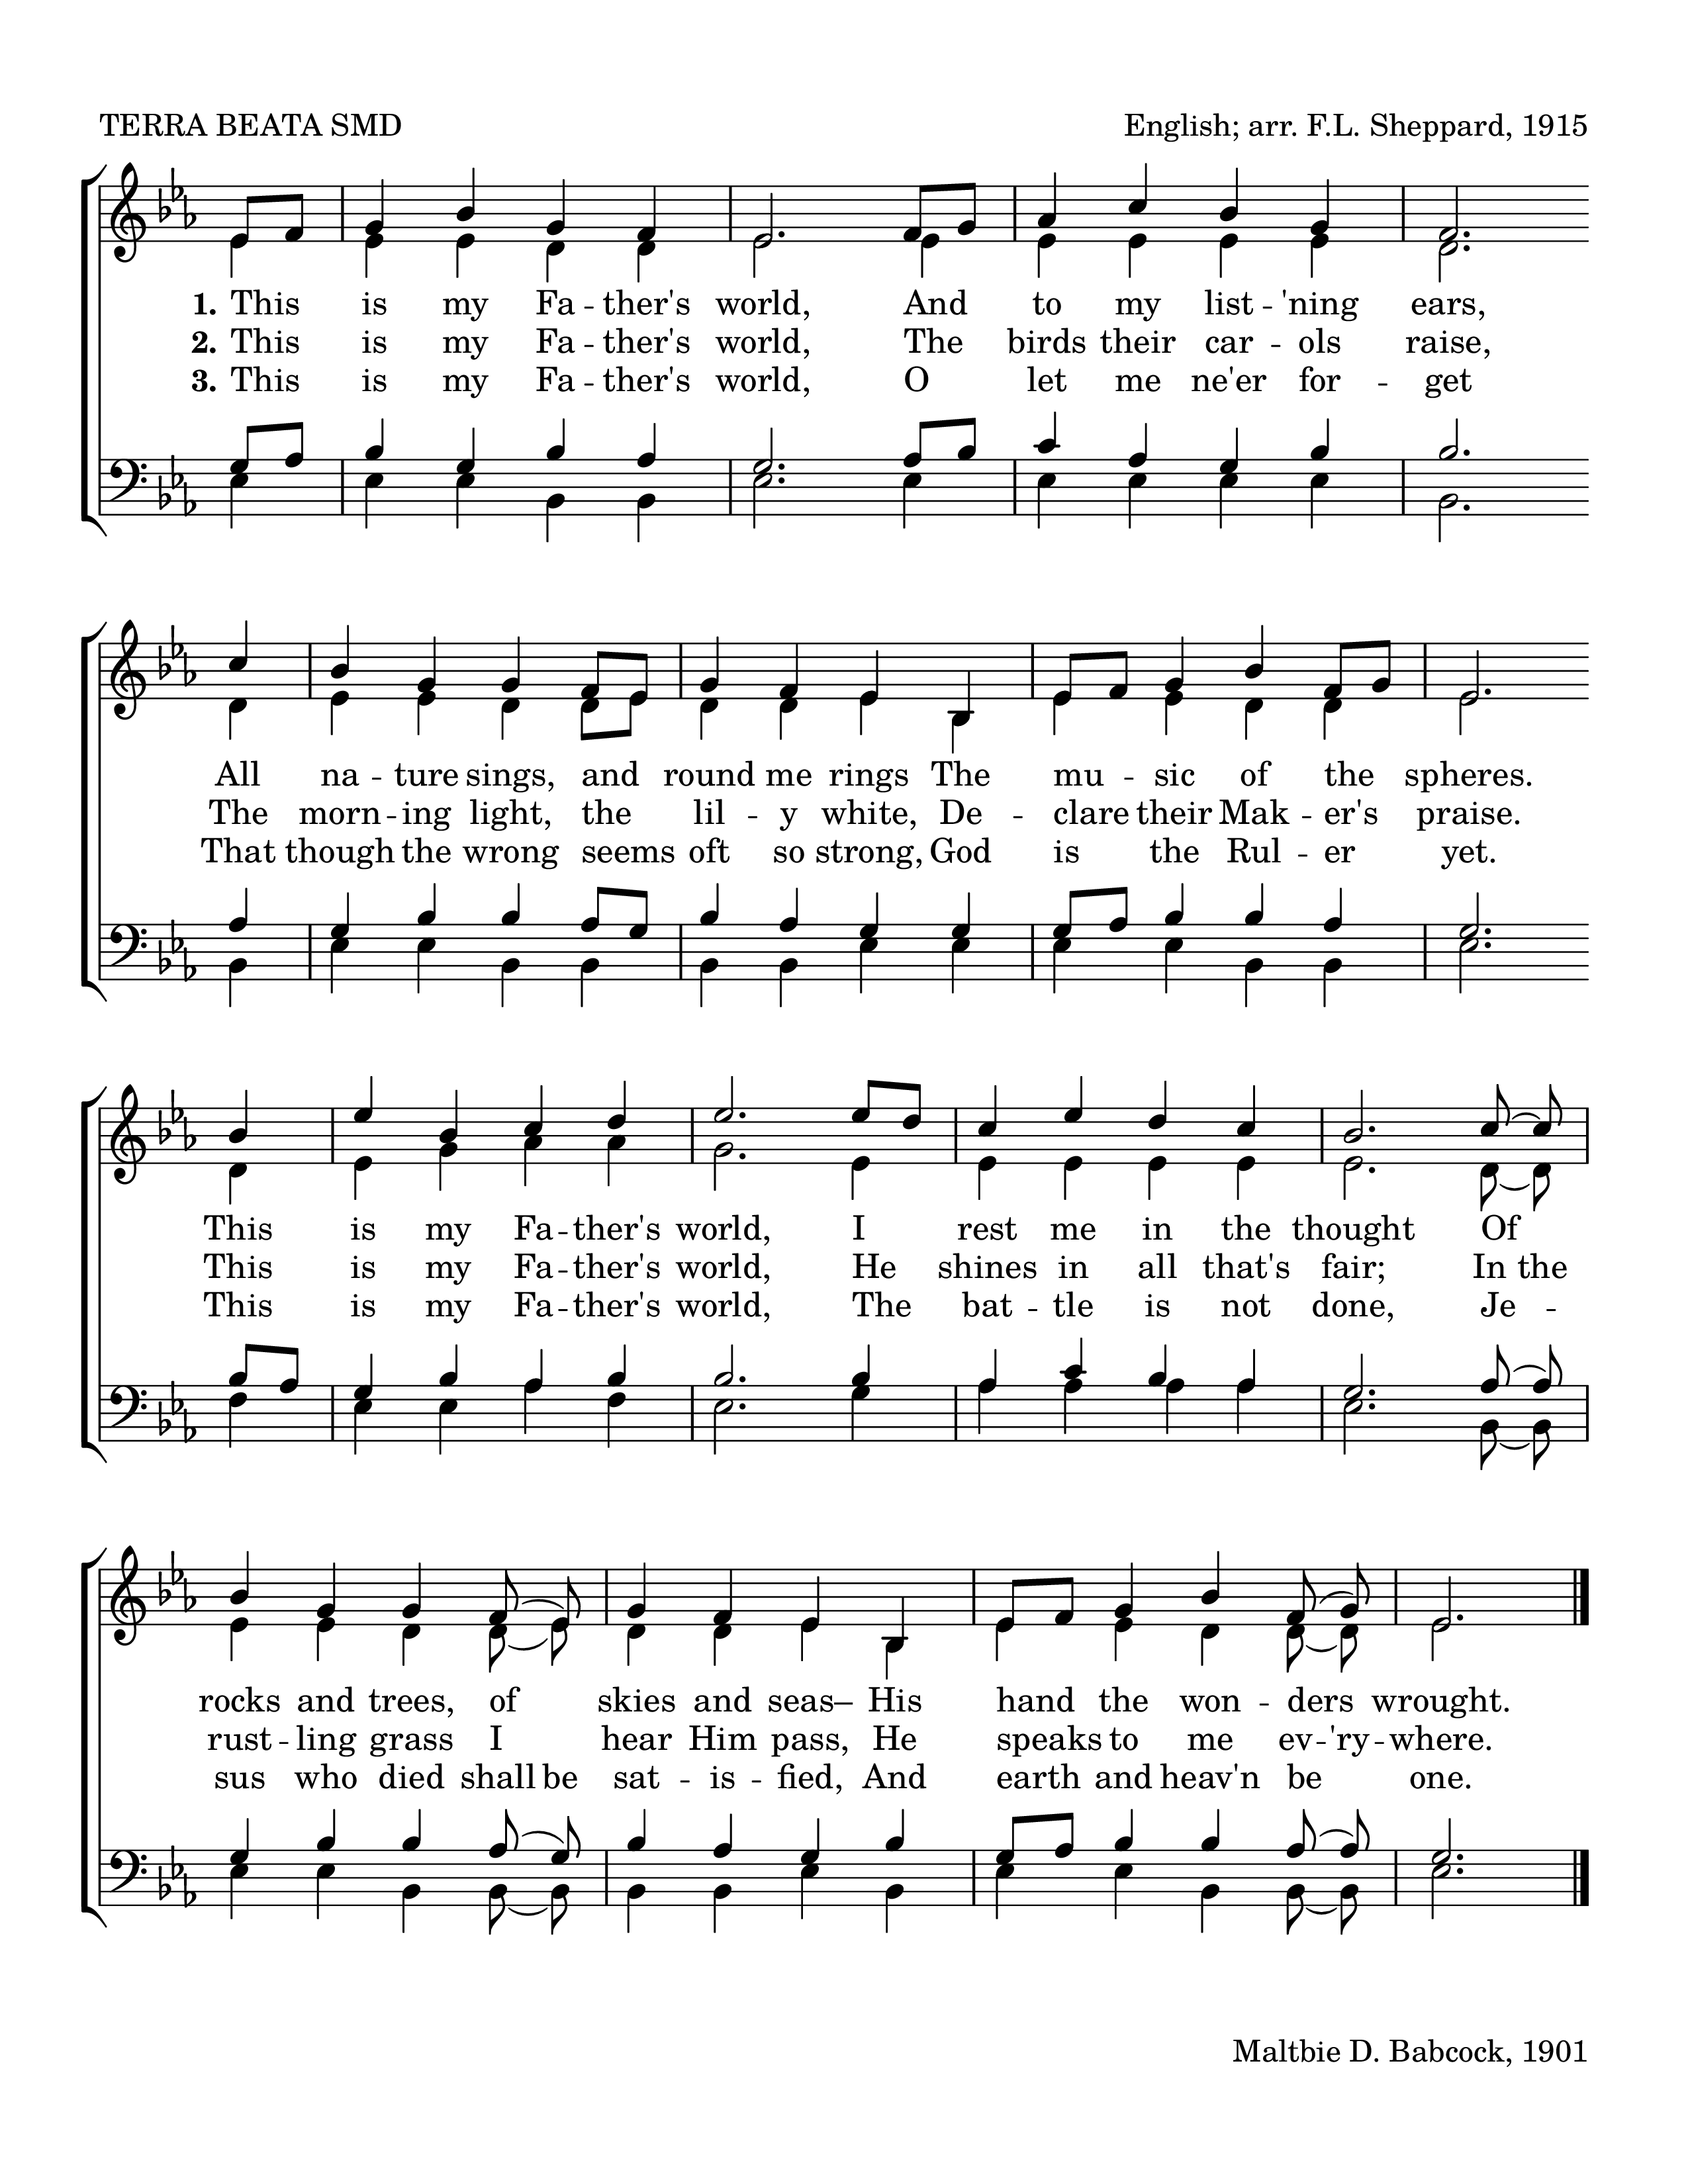 TERRA BEATA SMD English; arr. F.L. Sheppard, 1915
1. This is my Fa -- ther's world, And to my list -- 'ning ears,
2. This is my Fa -- ther's world, The birds their car -- ols raise,
3. This is my Fa -- ther's world, O let me ne'er for -- get
All na -- ture sings, and round me rings The mu -- sic of the spheres.
The morn -- ing light, the lil -- y white, De -- clare their Mak -- er's praise.
That though the wrong seems oft so strong, God is the Rul -- er yet.
This is my Fa -- ther's world, I rest me in the thought Of
This is my Fa -- ther's world, He shines in all that's fair; In the
This is my Fa -- ther's world, The bat -- tle is not done, Je --
rocks and trees, of skies and seas– His hand the won -- ders wrought.
rust -- ling grass I hear Him pass, He speaks to me ev -- 'ry -- where.
sus who died shall be sat -- is -- fied, And earth and heav'n be one.
Maltbie D. Babcock, 1901